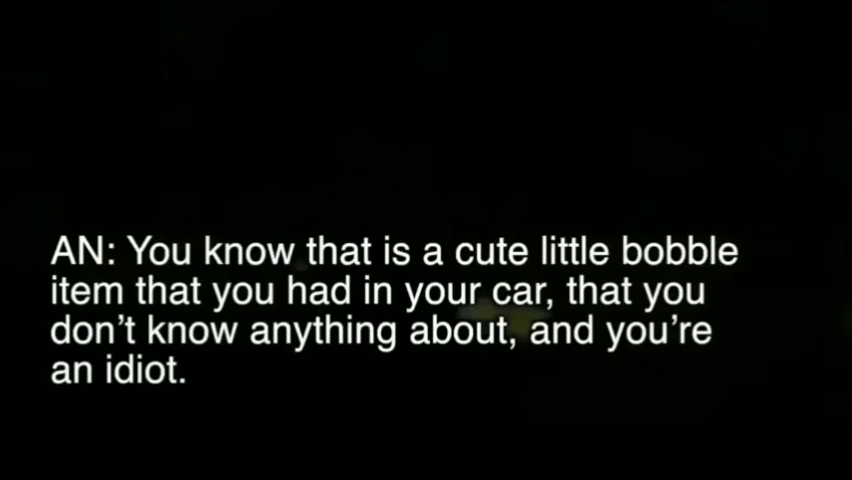 AN: You know that is a cute little bobble
item that you had in your car, that you
don’t know anything about, and you’re
an idiot.